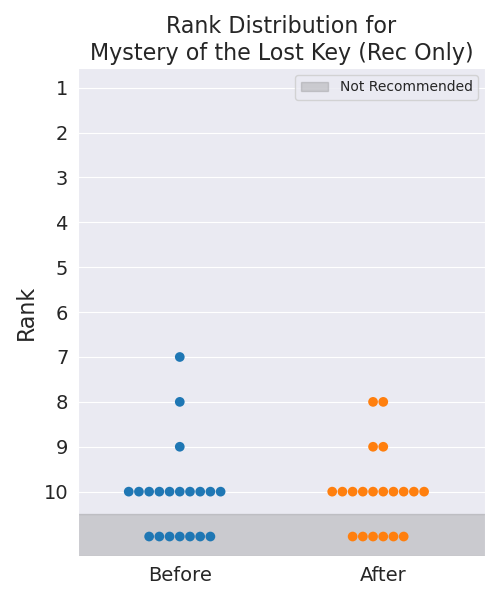 Rank Distribution for
Mystery of the Lost Key (Rec Only)
Not Recommended
1
2
3
4
5
6
7
8
9
10
Rank
Before
After